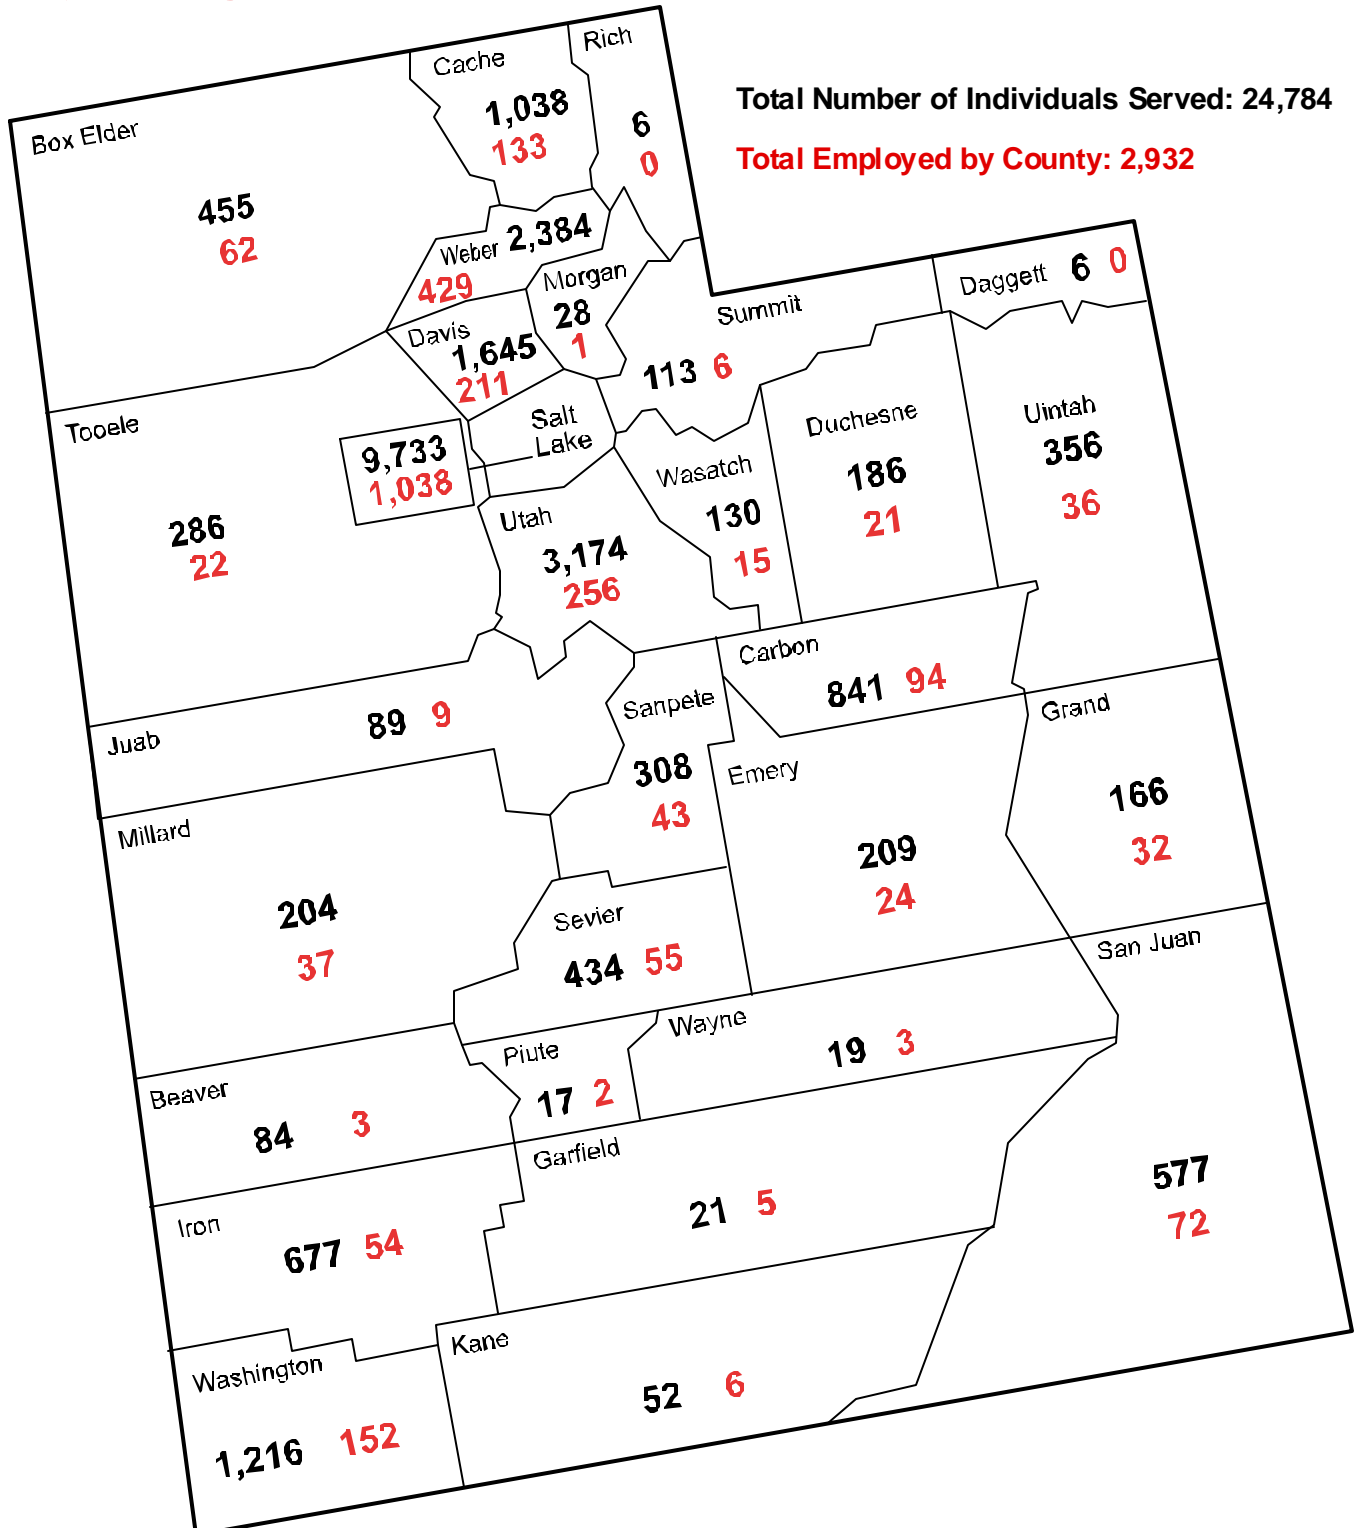 Total Number of Individuals Served: 24,784
Total Employed by County: 2,932
Rich
6
0
Cache
1,038
133
Box Elder
455
62
Weber 2,384
429
Morgan
28
1
Davis
1,645
211
Summit
113 6
Daggett 6 0
Tooele
286
22
Salt
Lake
9,733
1,038
Utah
3,174
256
Wasatch
130
15
Duchesne
186
21
Uintah
356
36
Juab
89 9
Sanpete
308
43
Carbon
841 94
Grand
166
32
Emery
209
24
Millard
204
37
Sevier
434 55
San Juan
577
72
Wayne
19 3
Piute
17 2
Beaver
84 3
Garfield
21 5
Iron
677 54
Kane
52 6
Washington
1,216 152